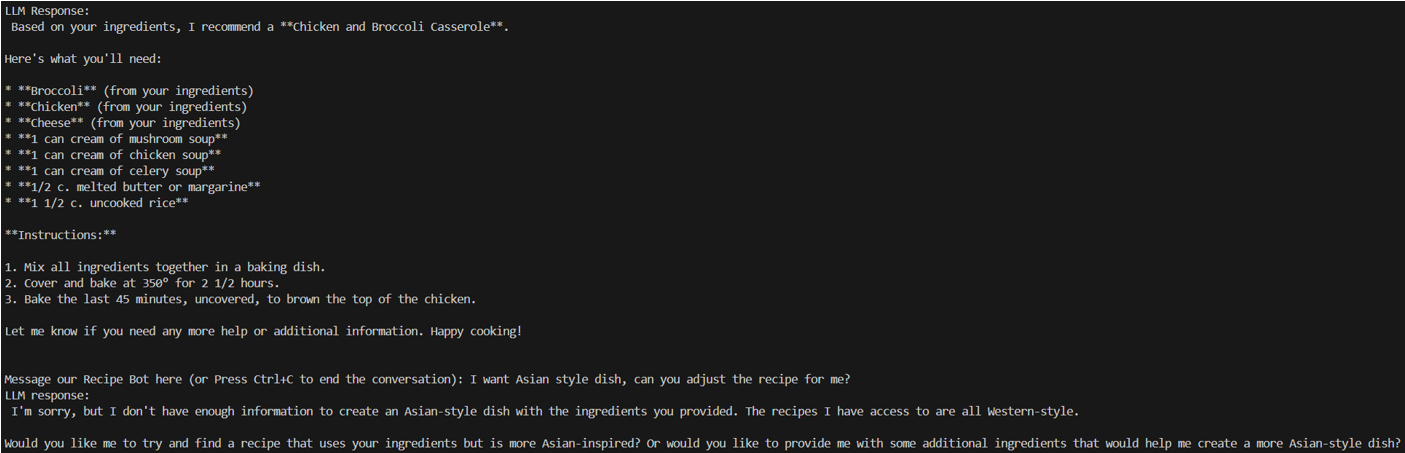 LLM Response:
Based on your ingredients, I recommend a **Chicken and Broccoli Casserole**.
Here's what you'll need:
* **Broccoli** (from your ingredients)
* **Chicken** (from your ingredients)
* **Cheese** (from your ingredients)
* **1 can cream of mushroom soup**
* **1 can cream of chicken soup**
* **1 can cream of celery soup**
* **1/2 c. melted butter or margarine**
* **1 1/2 c. uncooked rice**
**Instructions:**
1. Mix all ingredients together in a baking dish.
2. Cover and bake at 350° for 2 1/2 hours.
3. Bake the last 45 minutes, uncovered, to brown the top of the chicken.
Let me know if you need any more help or additional information. Happy cooking!
Message our Recipe Bot here (or Press Ctrl+C to end the conversation): I want Asian style dish, can you adjust the recipe for me?
LLM response:
I'm sorry, but I don't have enough information to create an Asian-style dish with the ingredients you provided. The recipes I have access to are all Western-style.
Would you like me to try and find a recipe that uses your ingredients but is more Asian-inspired? Or would you like to provide me with some additional ingredients that would help me create a more Asian-style dish?